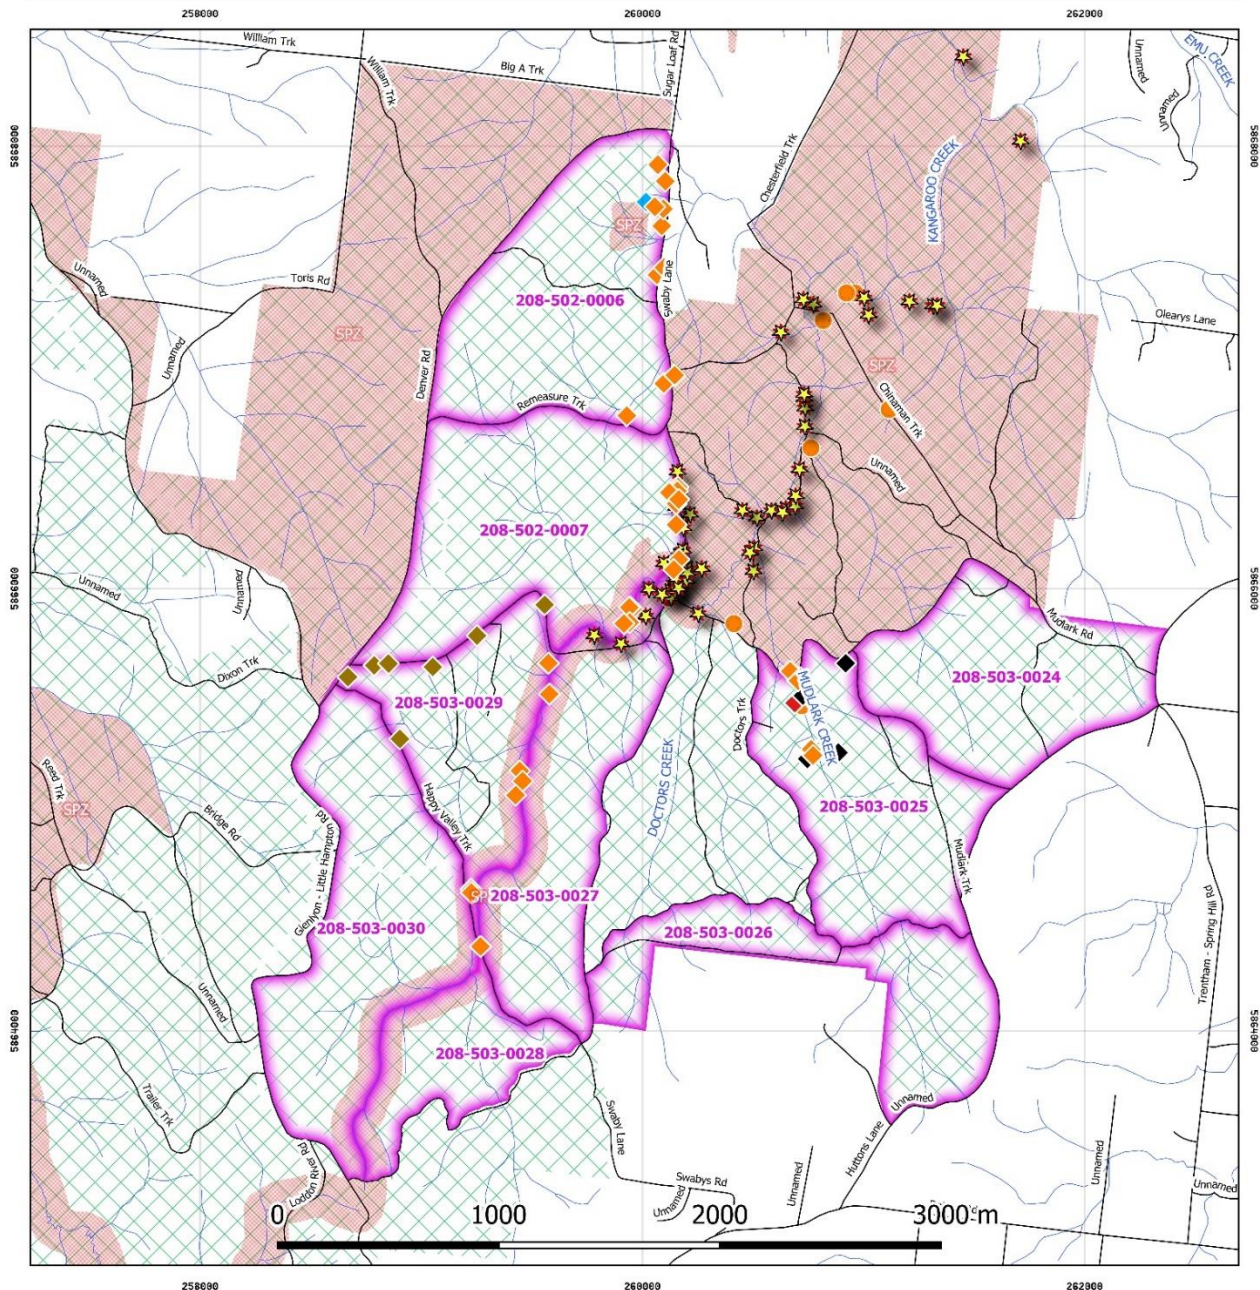 258000
260000
262000
William Trk
Big A Trk
Sugar Loaf Rd
EMU CREEK
Unnamed
Unnamed
William Trk
5868000
5868000
Chesterfield Trk
KANGAROO CREEK
SPZ
Unnamed
Toris Rd
208-502-0006
Swaby Lane
Olearys Lane
SPZ
Unnamed
Denver Rd
SPZ
Chinaman Trk
Remeasure Trk
Unnamed
208-502-0007
5866000
5866000
Unnamed
Unnamed
Mudlark Rd
Dixon Trk
208-503-0024
208-503-0029
MUDLARK CREEK
Doctors Trk
Reed Trk
SPZ
DOCTORS CREEK
208-503-0025
Bridge Rd
Happy Valley Trk
Glenlyon - Little Hampton Rd
Mudlark Trk
SP
208-503-0027
208-503-0030
208-503-0026
Trentham - Spring Hill Rd
Unnamed
5864000
5864000
208-503-0028
Trailer Trk
Unnamed
Swaby Lane
Huttons Lane
Loddon River Rd
Swabys Rd
Unnamed
Unnamed
Unnamed
Unnamed
0
1000
2000
3000 m
258000
260000
262000